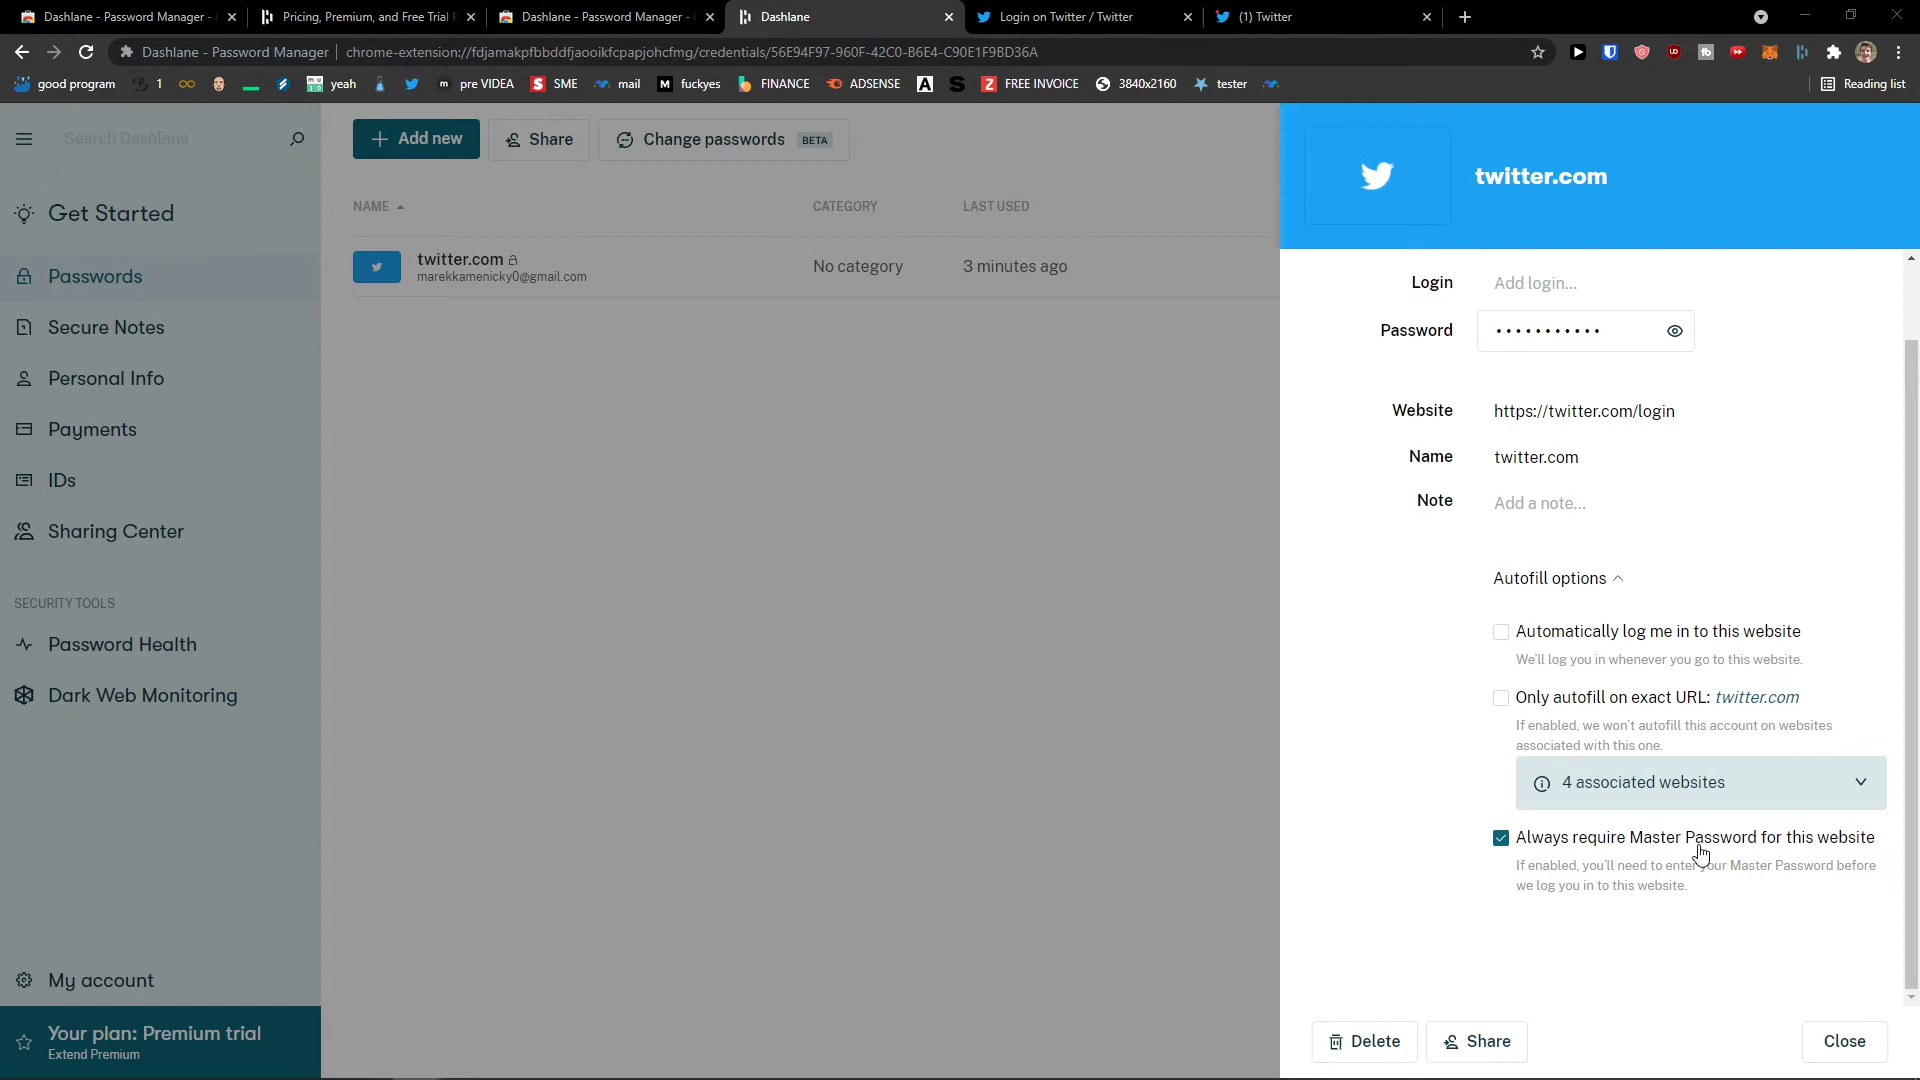 Dashlane - Password Manager -
Pricing, Premium, and Free Trial
Dashlane - Password Manager -
Dashlane
Login on Twitter / Twitter
(1) Twitter
Dashlane - Password Manager
chrome-extension://fdjamakpfbbddfjaooikfcpapjohcfmg/credentials/56E94F97-960F-42C0-B6E4-C90E1F9BD36A
good program
1
yeah
pre VIDEA
SME
mail
fuckyes
FINANCE
ADSENSE
FREE INVOICE
3840x2160
tester
Reading list
Search Dashlane
Get Started
Passwords
Secure Notes
Personal Info
Payments
IDs
Sharing Center
SECURITY TOOLS
Password Health
Dark Web Monitoring
My account
Your plan: Premium trial
Extend Premium
Add new
Share
Change passwords BETA
NAME
CATEGORY
LAST USED
twitter.com
marekkamenicky0@gmail.com
No category
3 minutes ago
twitter.com
Login
Add login...
Password
Website
https://twitter.com/login
Name
twitter.com
Note
Add a note...
Autofill options
Automatically log me in to this website
We'll log you in whenever you go to this website.
Only autofill on exact URL: twitter.com
If enabled, we won't autofill this account on websites
associated with this one.
4 associated websites
Always require Master Password for this website
If enabled, you'll need to enter your Master Password before
we log you in to this website.
Delete
Share
Close